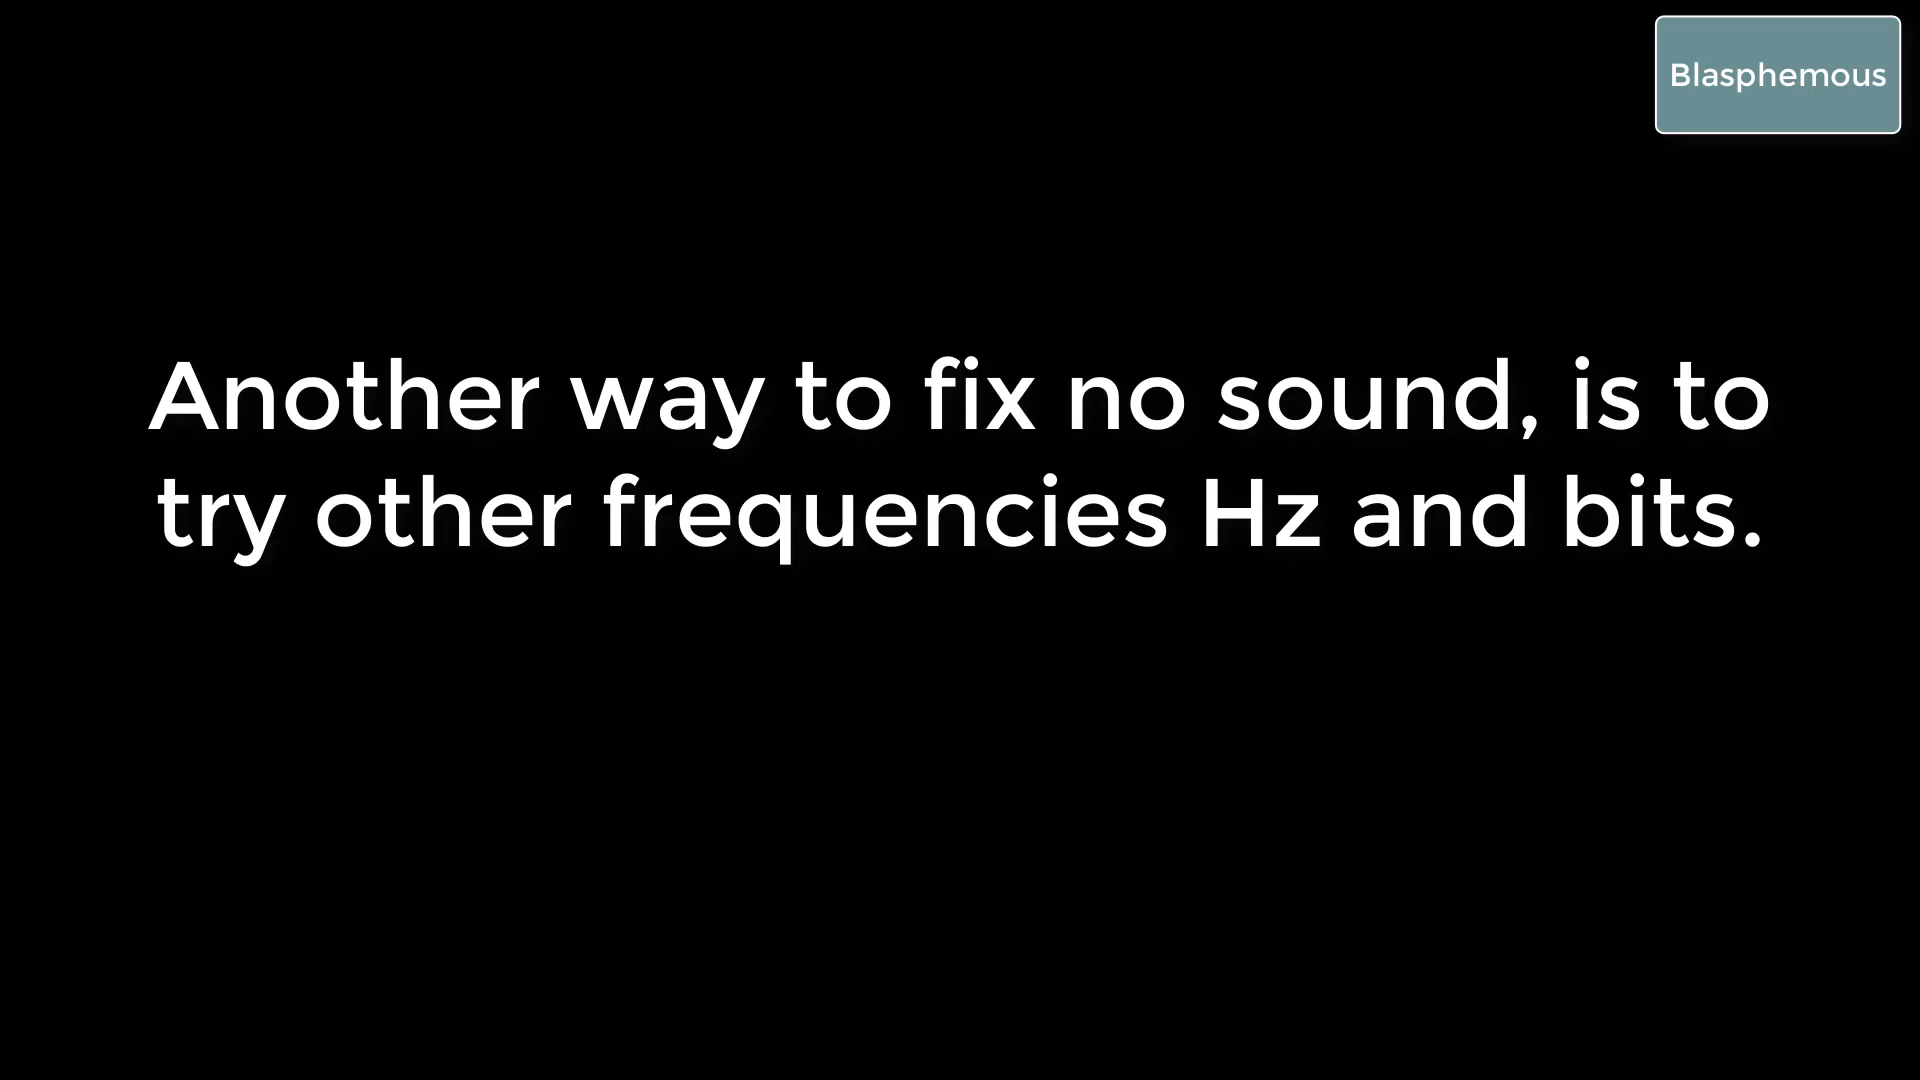 Blasphemous
Another way to fix no sound, is to
try other frequencies Hz and bits.